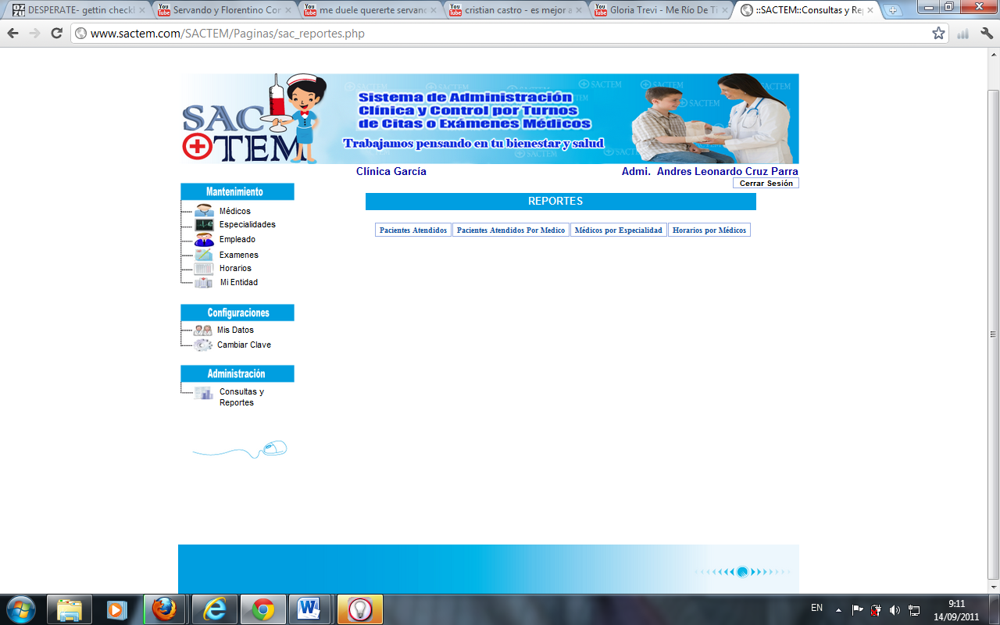 DESPERATE- gettin checkl
Servando y Florentino Cor
me duele quererte servanc
cristian castro - es mejor a
Gloria Trevi - Me Río De Ti
::SACTEM::Consultas y Re
www.sactem.com/SACTEM/Paginas/sac_reportes.php
SACTEM
Sistema de Administración
Clínica y Control por Turnos
de Citas o Exámenes Médicos
Trabajamos pensando en tu bienestar y salud
Clínica García
Admi. Andres Leonardo Cruz Parra
Cerrar Sesión
Mantenimiento
Médicos
Especialidades
Empleado
Examenes
Horarios
Mi Entidad
Configuraciones
Mis Datos
Cambiar Clave
Administración
Consultas y
Reportes
REPORTES
Pacientes Atendidos
Pacientes Atendidos Por Medico
Médicos por Especialidad
Horarios por Médicos
EN
9:11
14/09/2011